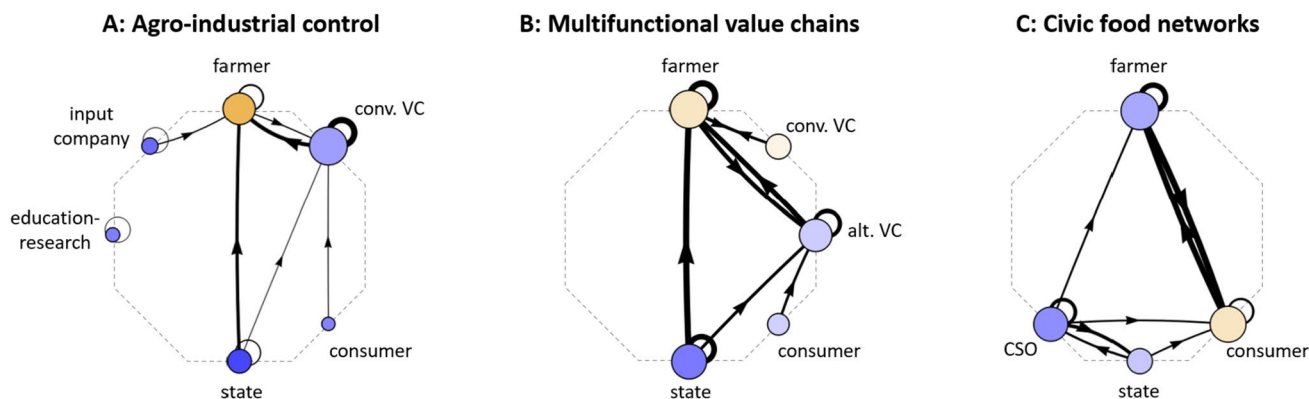 A: Agro-industrial control
farmer
input
company
conv. VC
education-
research
consumer
state
B: Multifunctional value chains
farmer
conv. VC
alt. VC
consumer
state
C: Civic food networks
farmer
CSO
consumer
state